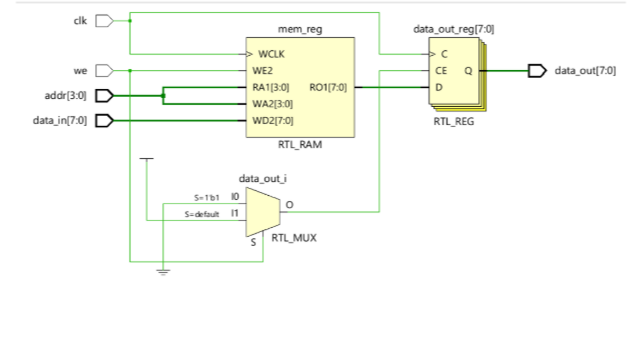 clk
we
addr[3:0]
data_in[7:0]
mem_reg
WCLK
WE2
RA1[3:0]
RO1[7:0]
WA2[3:0]
WD2[7:0]
RTL_RAM
data_out_reg[7:0]
C
CE
Q
D
RTL_REG
data_out[7:0]
data_out_i
S=1'b1
I0
S=default
I1
O
S
RTL_MUX